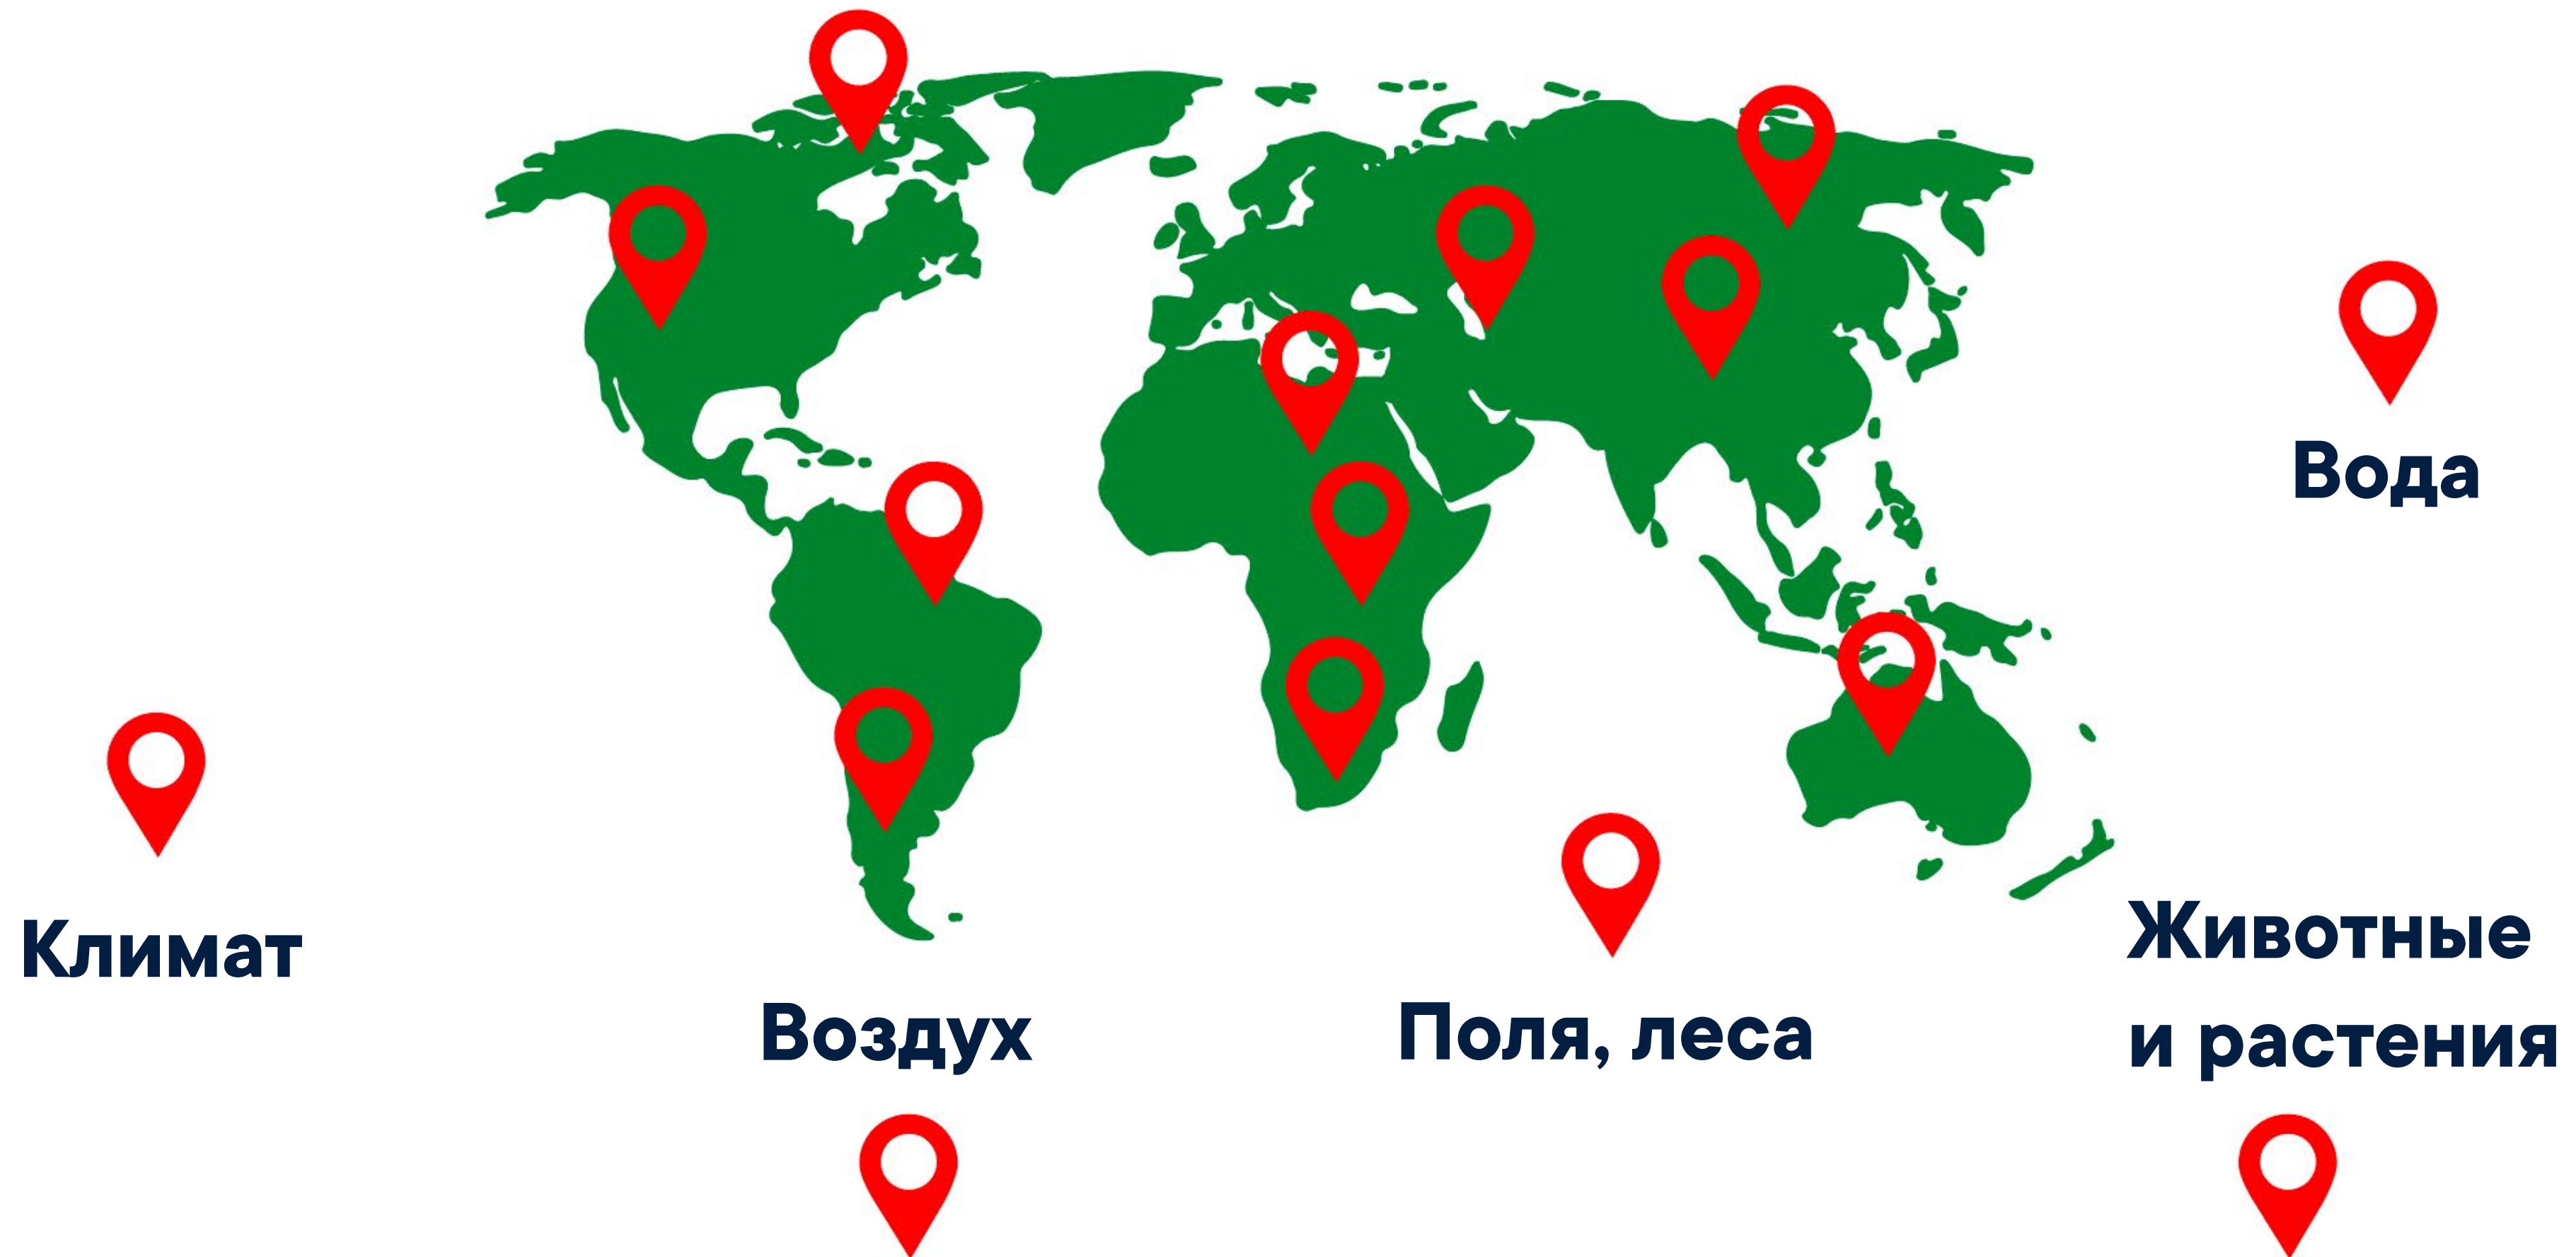 Вода
Климат
Воздух
Поля, леса
Животные
и растения